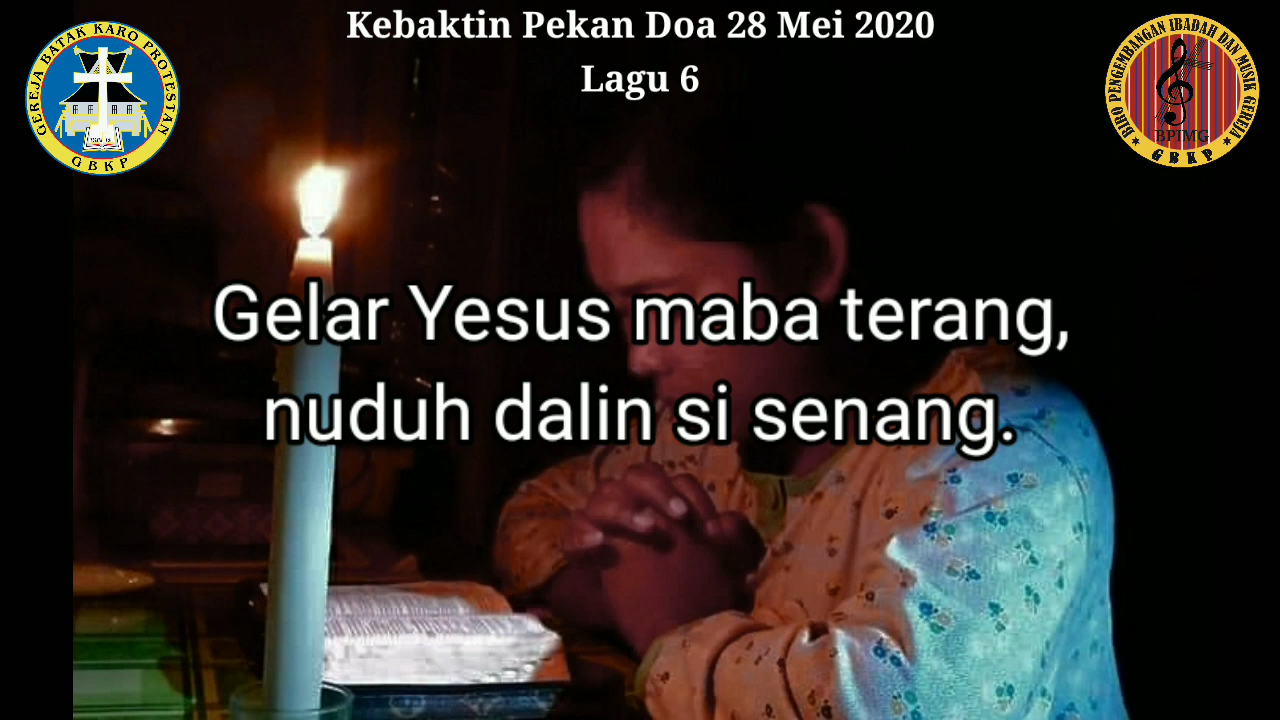 Kebaktin Pekan Doa 28 Mei 2020
Lagu 6
GEREJA BATAK KARO PROTESTAN
GBKP
BIRO PENGEMBANGAN IBADAH DAN MUSIK GEREJA
BPIMG
GBKP
Gelar Yesus maba terang,
nuduh dalin si senang.